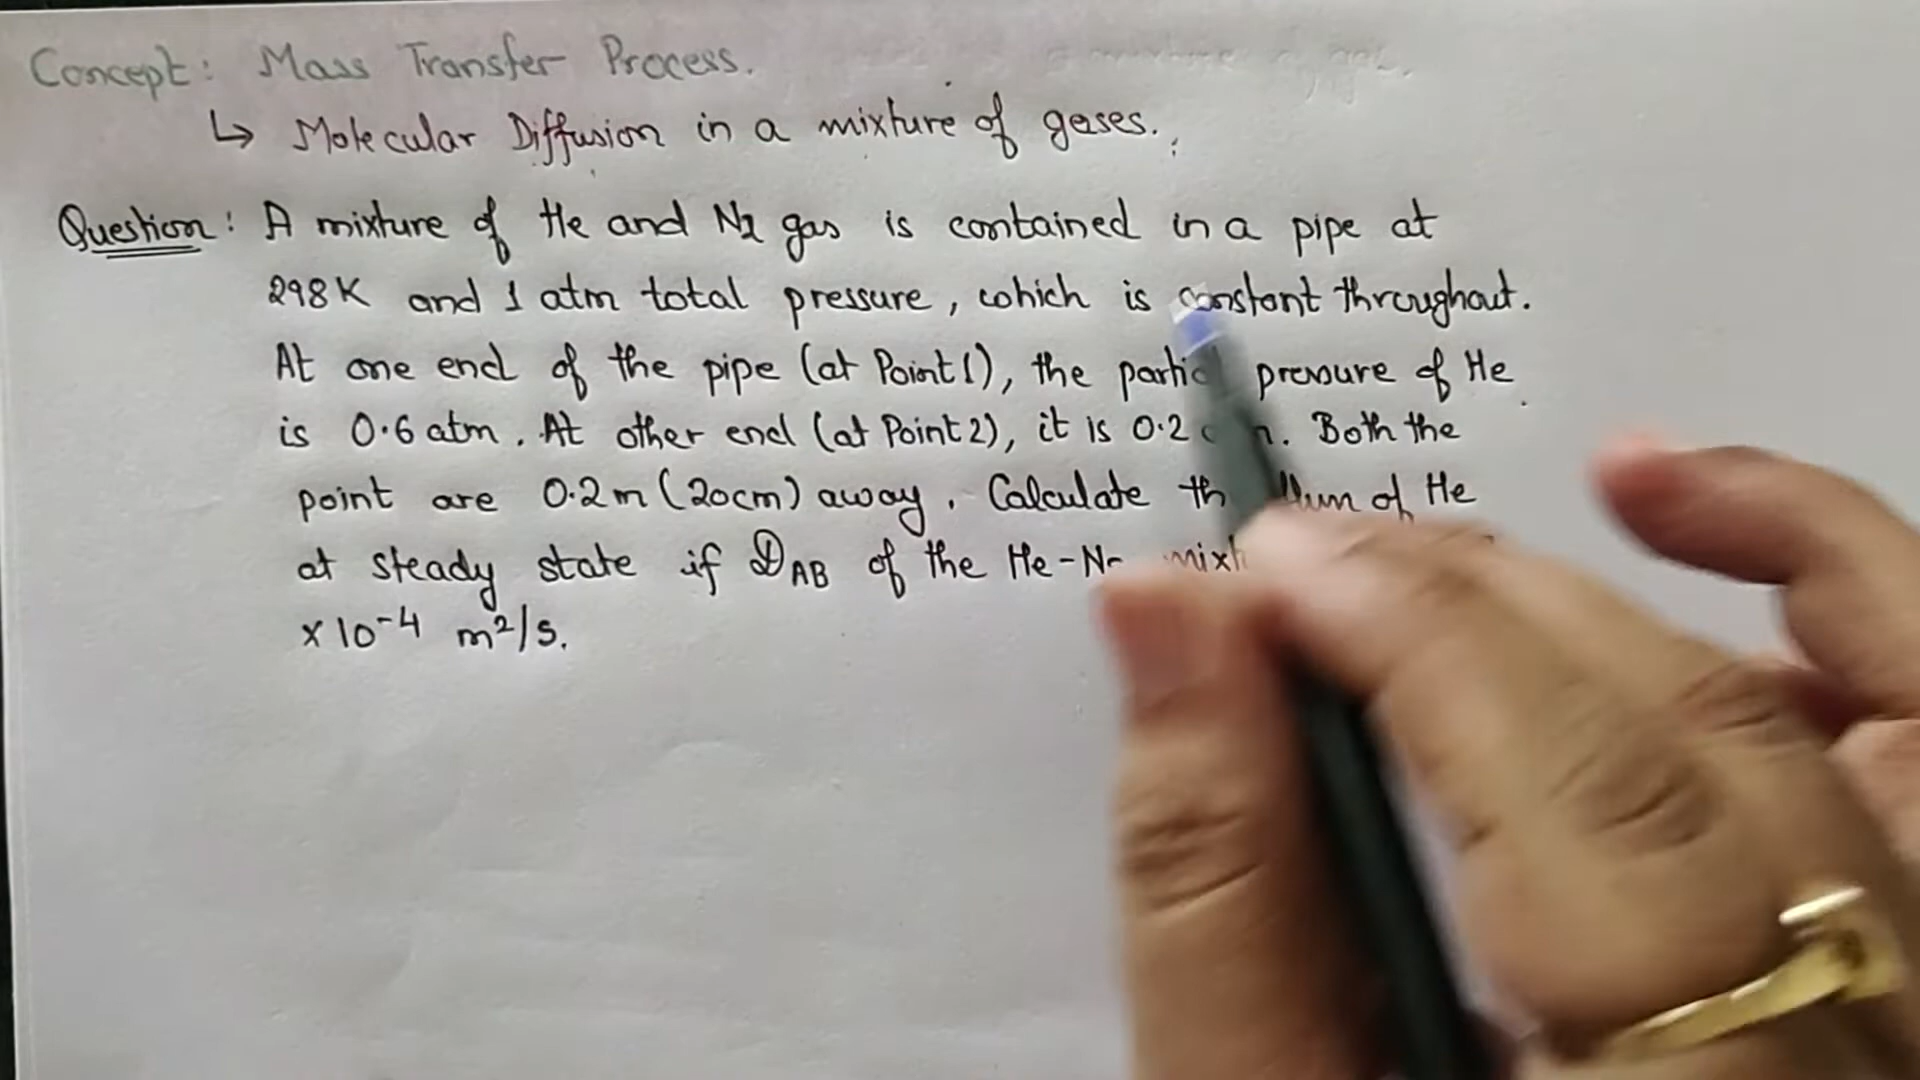 Concept: Mass Transfer Process.
↳ Molecular Diffusion in a mixture of gases.
Question: A mixture of He and N2 gas is contained in a pipe at
298K and 1 atm total pressure, which is constant throughout.
At one end of the pipe (at Point 1), the pressure of He
is 0.6 atm. At other end (at Point 2), it is 0.2 Both the
point are 0.2m (20cm) away. Calculate of He
at steady state if DAB of the He-
x 10-4 m2/s.